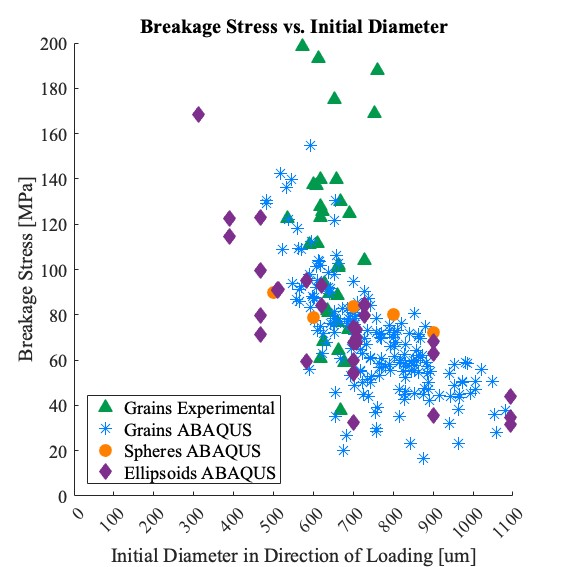 Breakage Stress vs. Initial Diameter
200
180
160
140
120
100
80
60
40
20
0
Breakage Stress [MPa]
Grains Experimental
Grains ABAQUS
Spheres ABAQUS
Ellipsoids ABAQUS
0 100 200 300 400 500 600 700 800 900 1000 1100
Initial Diameter in Direction of Loading [um]